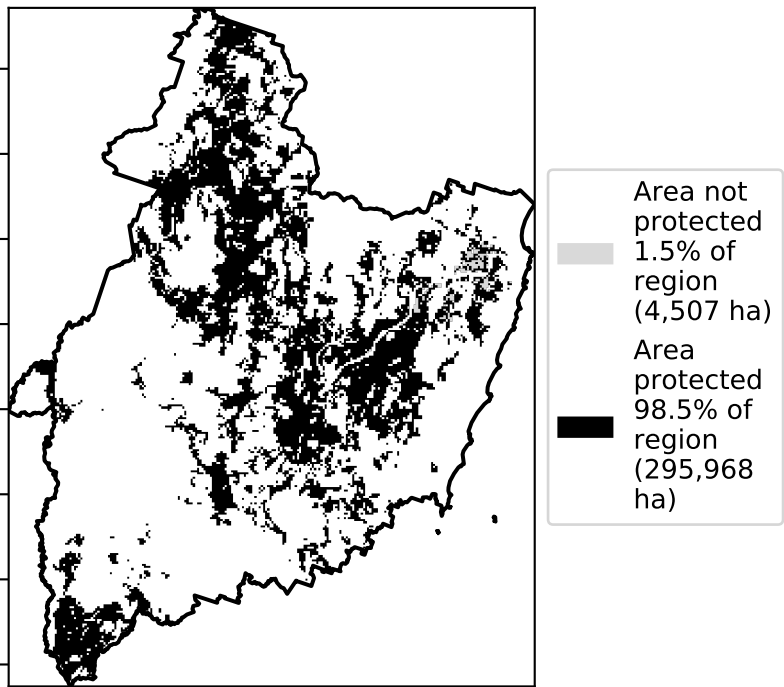 Area not
protected
1.5% of
region
(4,507 ha)
Area
protected
98.5% of
region
(295,968
ha)